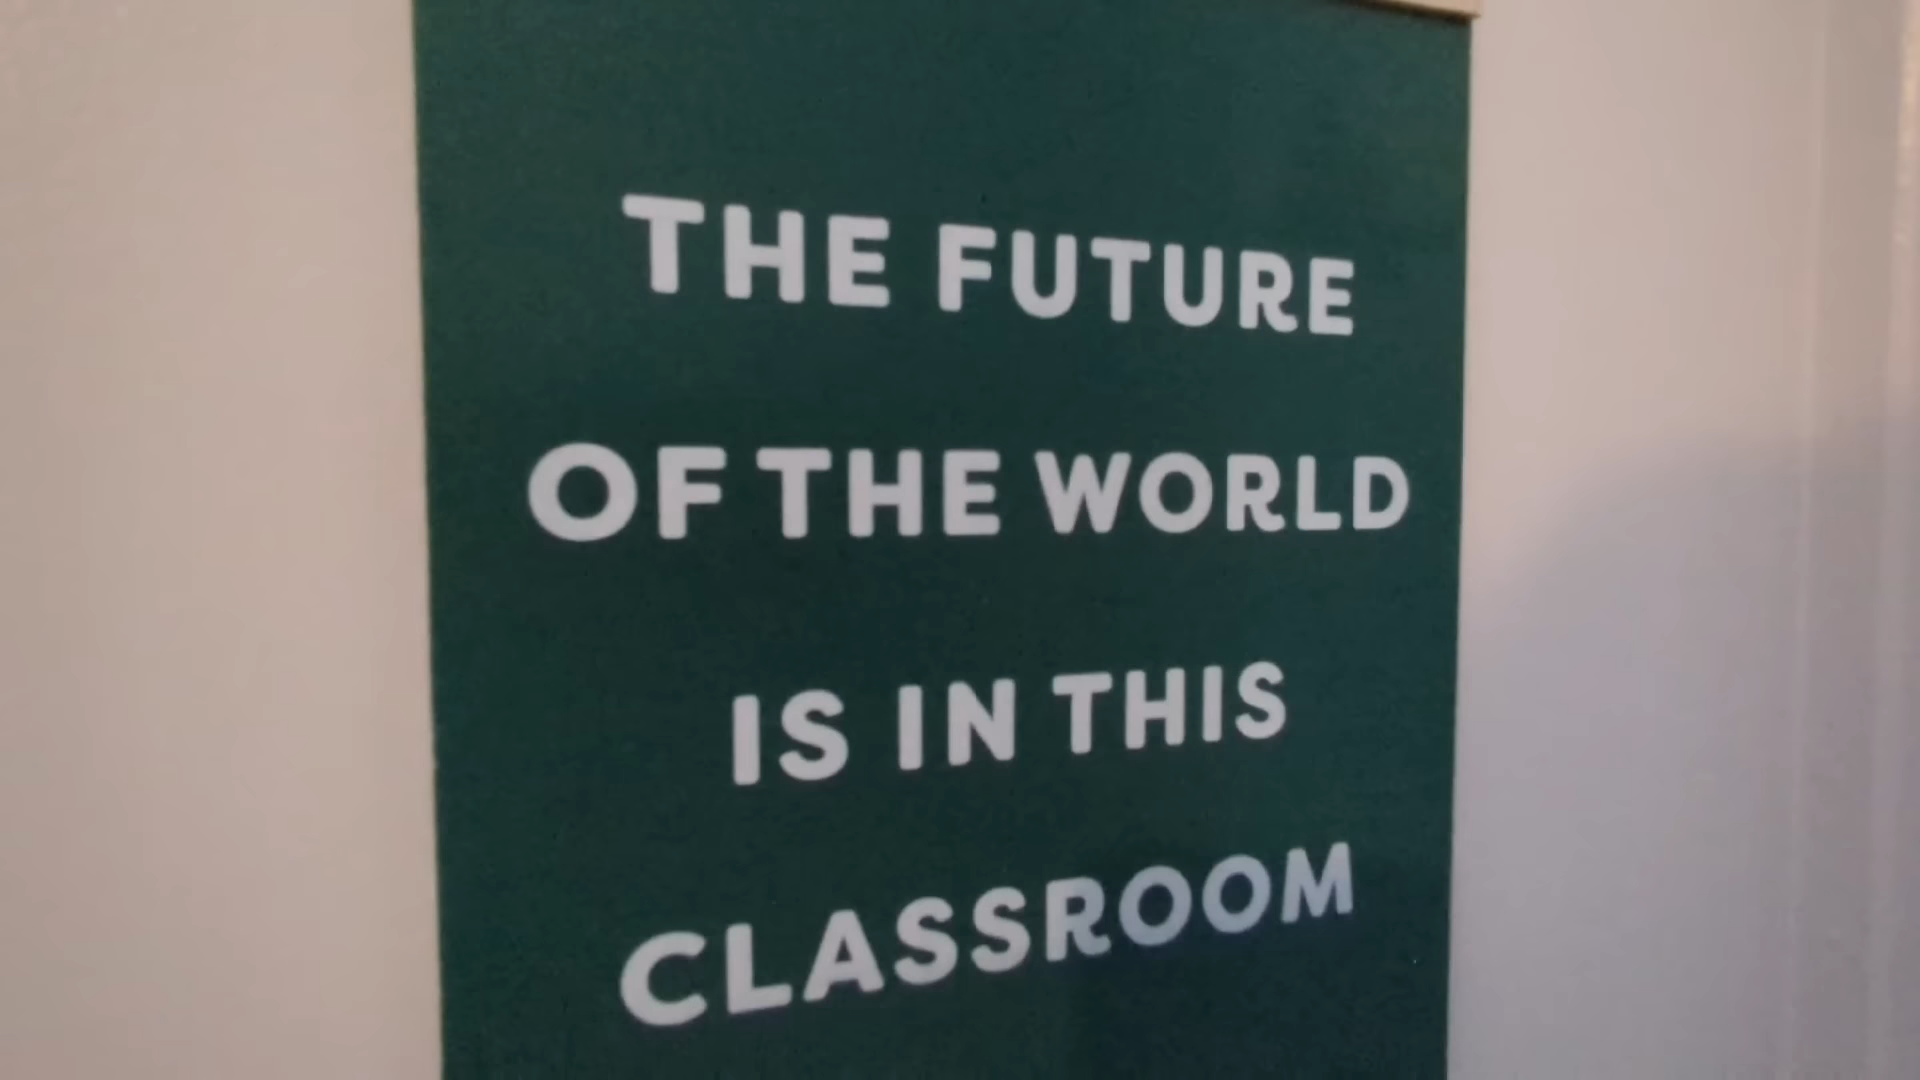 THE FUTURE
OF THE WORLD
IS IN THIS
CLASSROOM